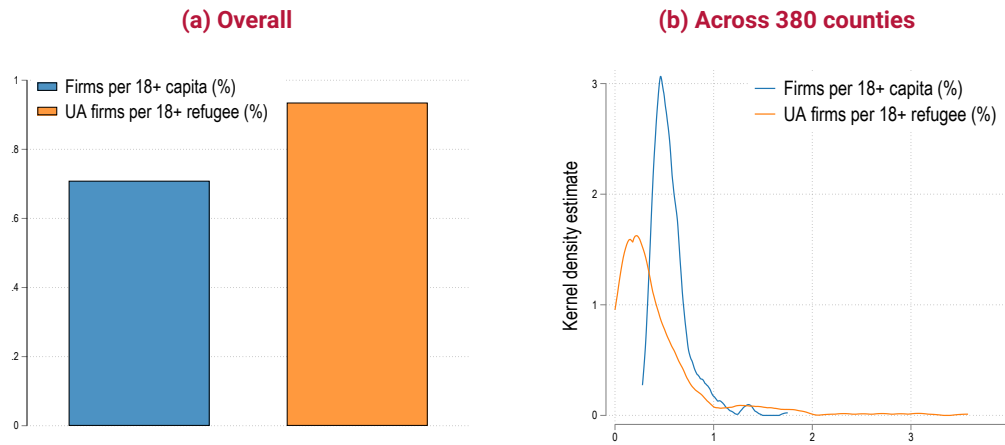 (a) Overall
1
Firms per 18+ capita (%)
UA firms per 18+ refugee (%)
.8
.6
.4
.2
0
(b) Across 380 counties
Firms per 18+ capita (%)
UA firms per 18+ refugee (%)
Kernel density estimate
3
2
1
0
0 1 2 3